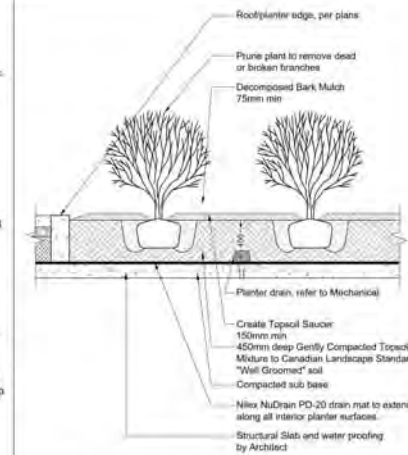 Roof/planter edge, per plans
Prune plant to remove dead
or broken branches
Decomposed Bark Mulch
75mm min
Planter drain, refer to Mechanical
Create Topsoil Saucer
150mm min
450mm deep Gently Compacted Topsoil
Mixture to Canadian Landscape Standard
"Well Groomed" soil
Compacted sub base
Nilex NuDrain PD-20 drain mat to extend
along all interior planter surfaces.
Structural Slab and water proofing
by Architect